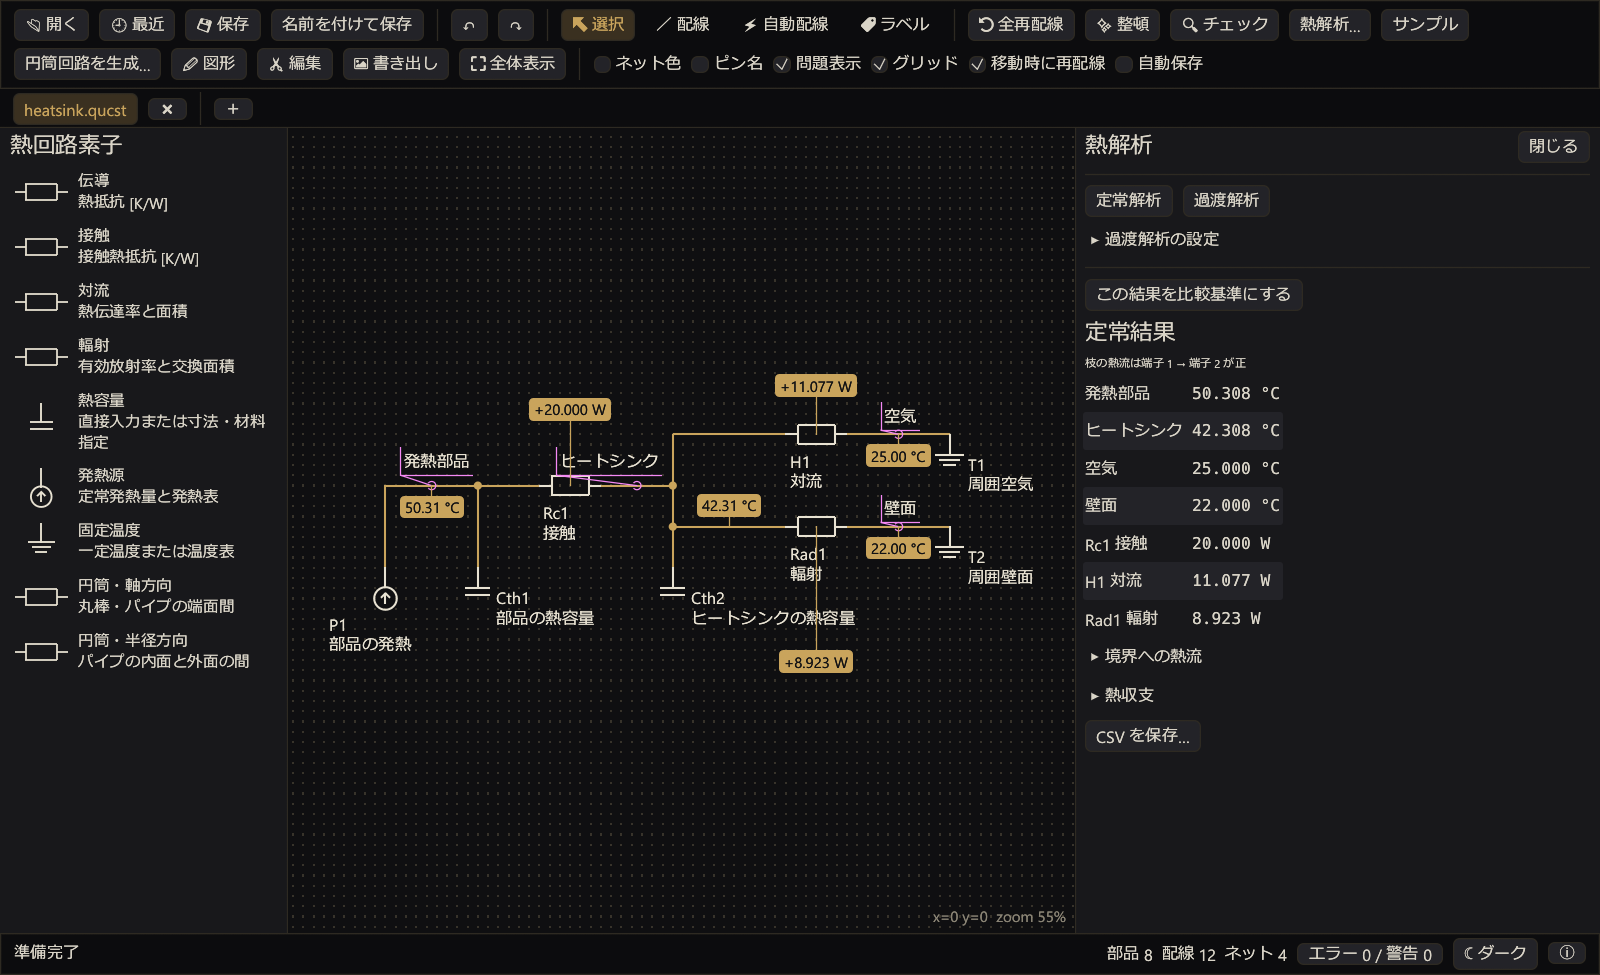 開く 最近 保存 名前を付けて保存 選択 配線 自動配線 ラベル 全再配線 整頓 チェック 熱解析... サンプル
円筒回路を生成... 図形 編集 書き出し 全体表示 ネット色 ピン名 問題表示 グリッド 移動時に再配線 自動保存
heatsink.qucst × +
熱回路素子
伝導
熱抵抗 [K/W]
接触
接触熱抵抗 [K/W]
対流
熱伝達率と面積
輻射
有効放射率と交換面積
熱容量
直接入力または寸法・材料
指定
発熱源
定常発熱量と発熱表
固定温度
一定温度または温度表
円筒・軸方向
丸棒・パイプの端面間
円筒・半径方向
パイプの内面と外面の間
+11.077 W
+20.000 W
空気
25.00 °C
H1
対流
T1
周囲空気
発熱部品
50.31 °C
ヒートシンク
Rc1
接触
42.31 °C
壁面
22.00 °C
Rad1
輻射
T2
周囲壁面
P1
部品の発熱
Cth1
部品の熱容量
Cth2
ヒートシンクの熱容量
+8.923 W
x=0 y=0 zoom 55%
熱解析 閉じる
定常解析 過渡解析
▸ 過渡解析の設定
この結果を比較基準にする
定常結果
枝の熱流は端子 1 → 端子 2 が正
発熱部品 50.308 °C
ヒートシンク 42.308 °C
空気 25.000 °C
壁面 22.000 °C
Rc1 接触 20.000 W
H1 対流 11.077 W
Rad1 輻射 8.923 W
▸ 境界への熱流
▸ 熱収支
CSV を保存...
準備完了 部品 8 配線 12 ネット 4 エラー 0 / 警告 0 ☾ダーク ⓘ